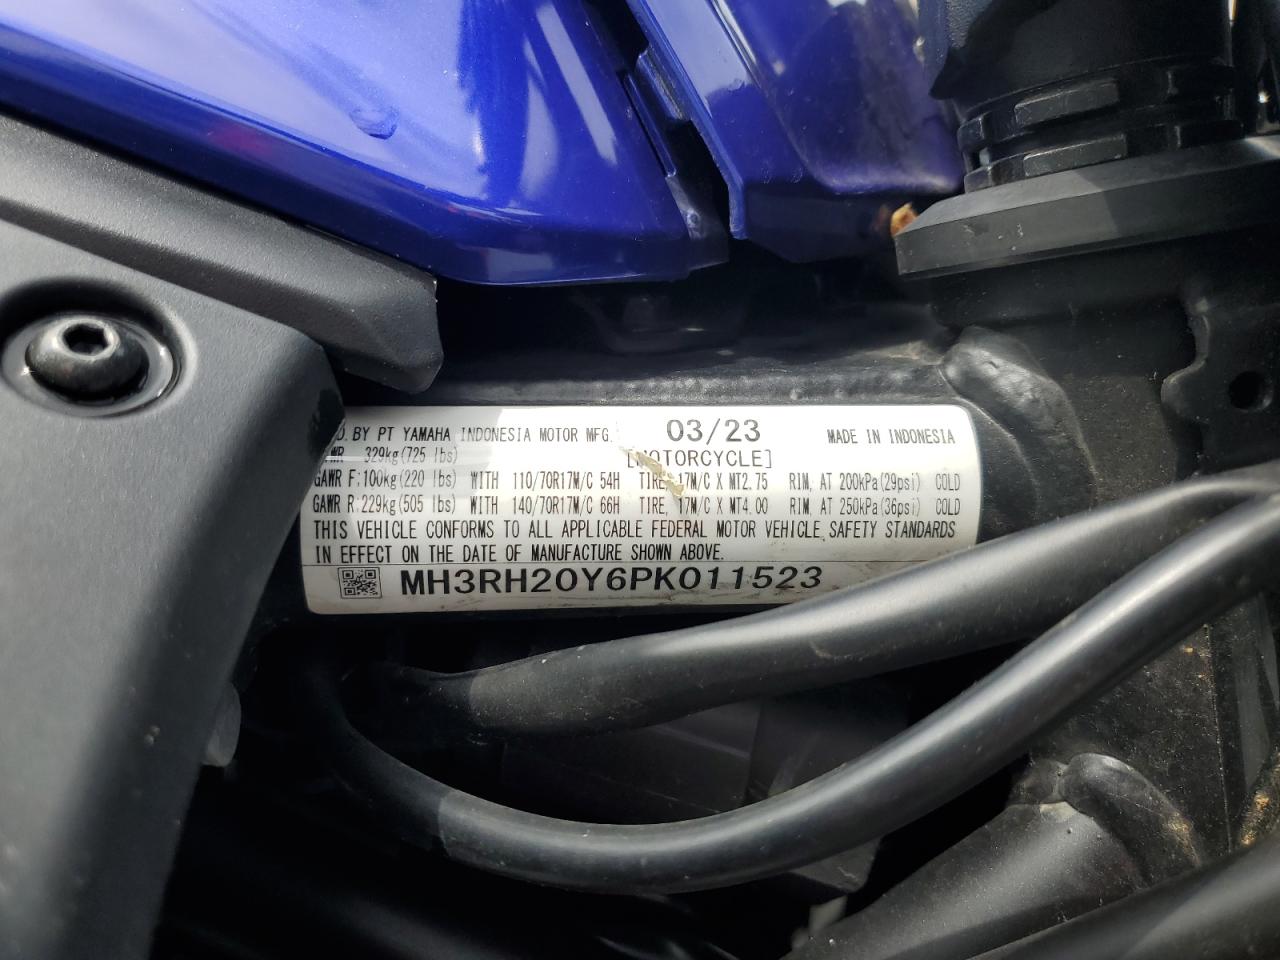 BY PT YAMAHA INDONESIA MOTOR MFG. 03/23 MADE IN INDONESIA
329kg(725 lbs) [MOTORCYCLE]
GAWR F:100kg(220 lbs) WITH 110/70R17M/C 54H TIRE, 17M/C X MT2.75 RIM, AT 200kPa(29psi) COLD
GAWR R:229kg(505 lbs) WITH 140/70R17M/C 66H TIRE, 17M/C X MT4.00 RIM, AT 250kPa(36psi) COLD
THIS VEHICLE CONFORMS TO ALL APPLICABLE FEDERAL MOTOR VEHICLE SAFETY STANDARDS
IN EFFECT ON THE DATE OF MANUFACTURE SHOWN ABOVE.
MH3RH20Y6PK011523